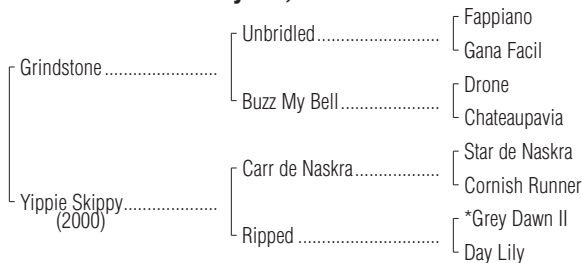 Grindstone
Unbridled
Fappiano
Gana Facil
Buzz My Bell
Drone
Chateaupavia
Yippie Skippy
(2000)
Carr de Naskra
Star de Naskra
Cornish Runner
Ripped
*Grey Dawn II
Day Lily